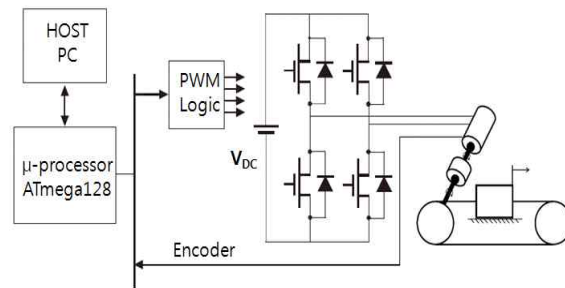 HOST
PC
PWM
Logic
μ-processor
ATmega128
VDC
Encoder